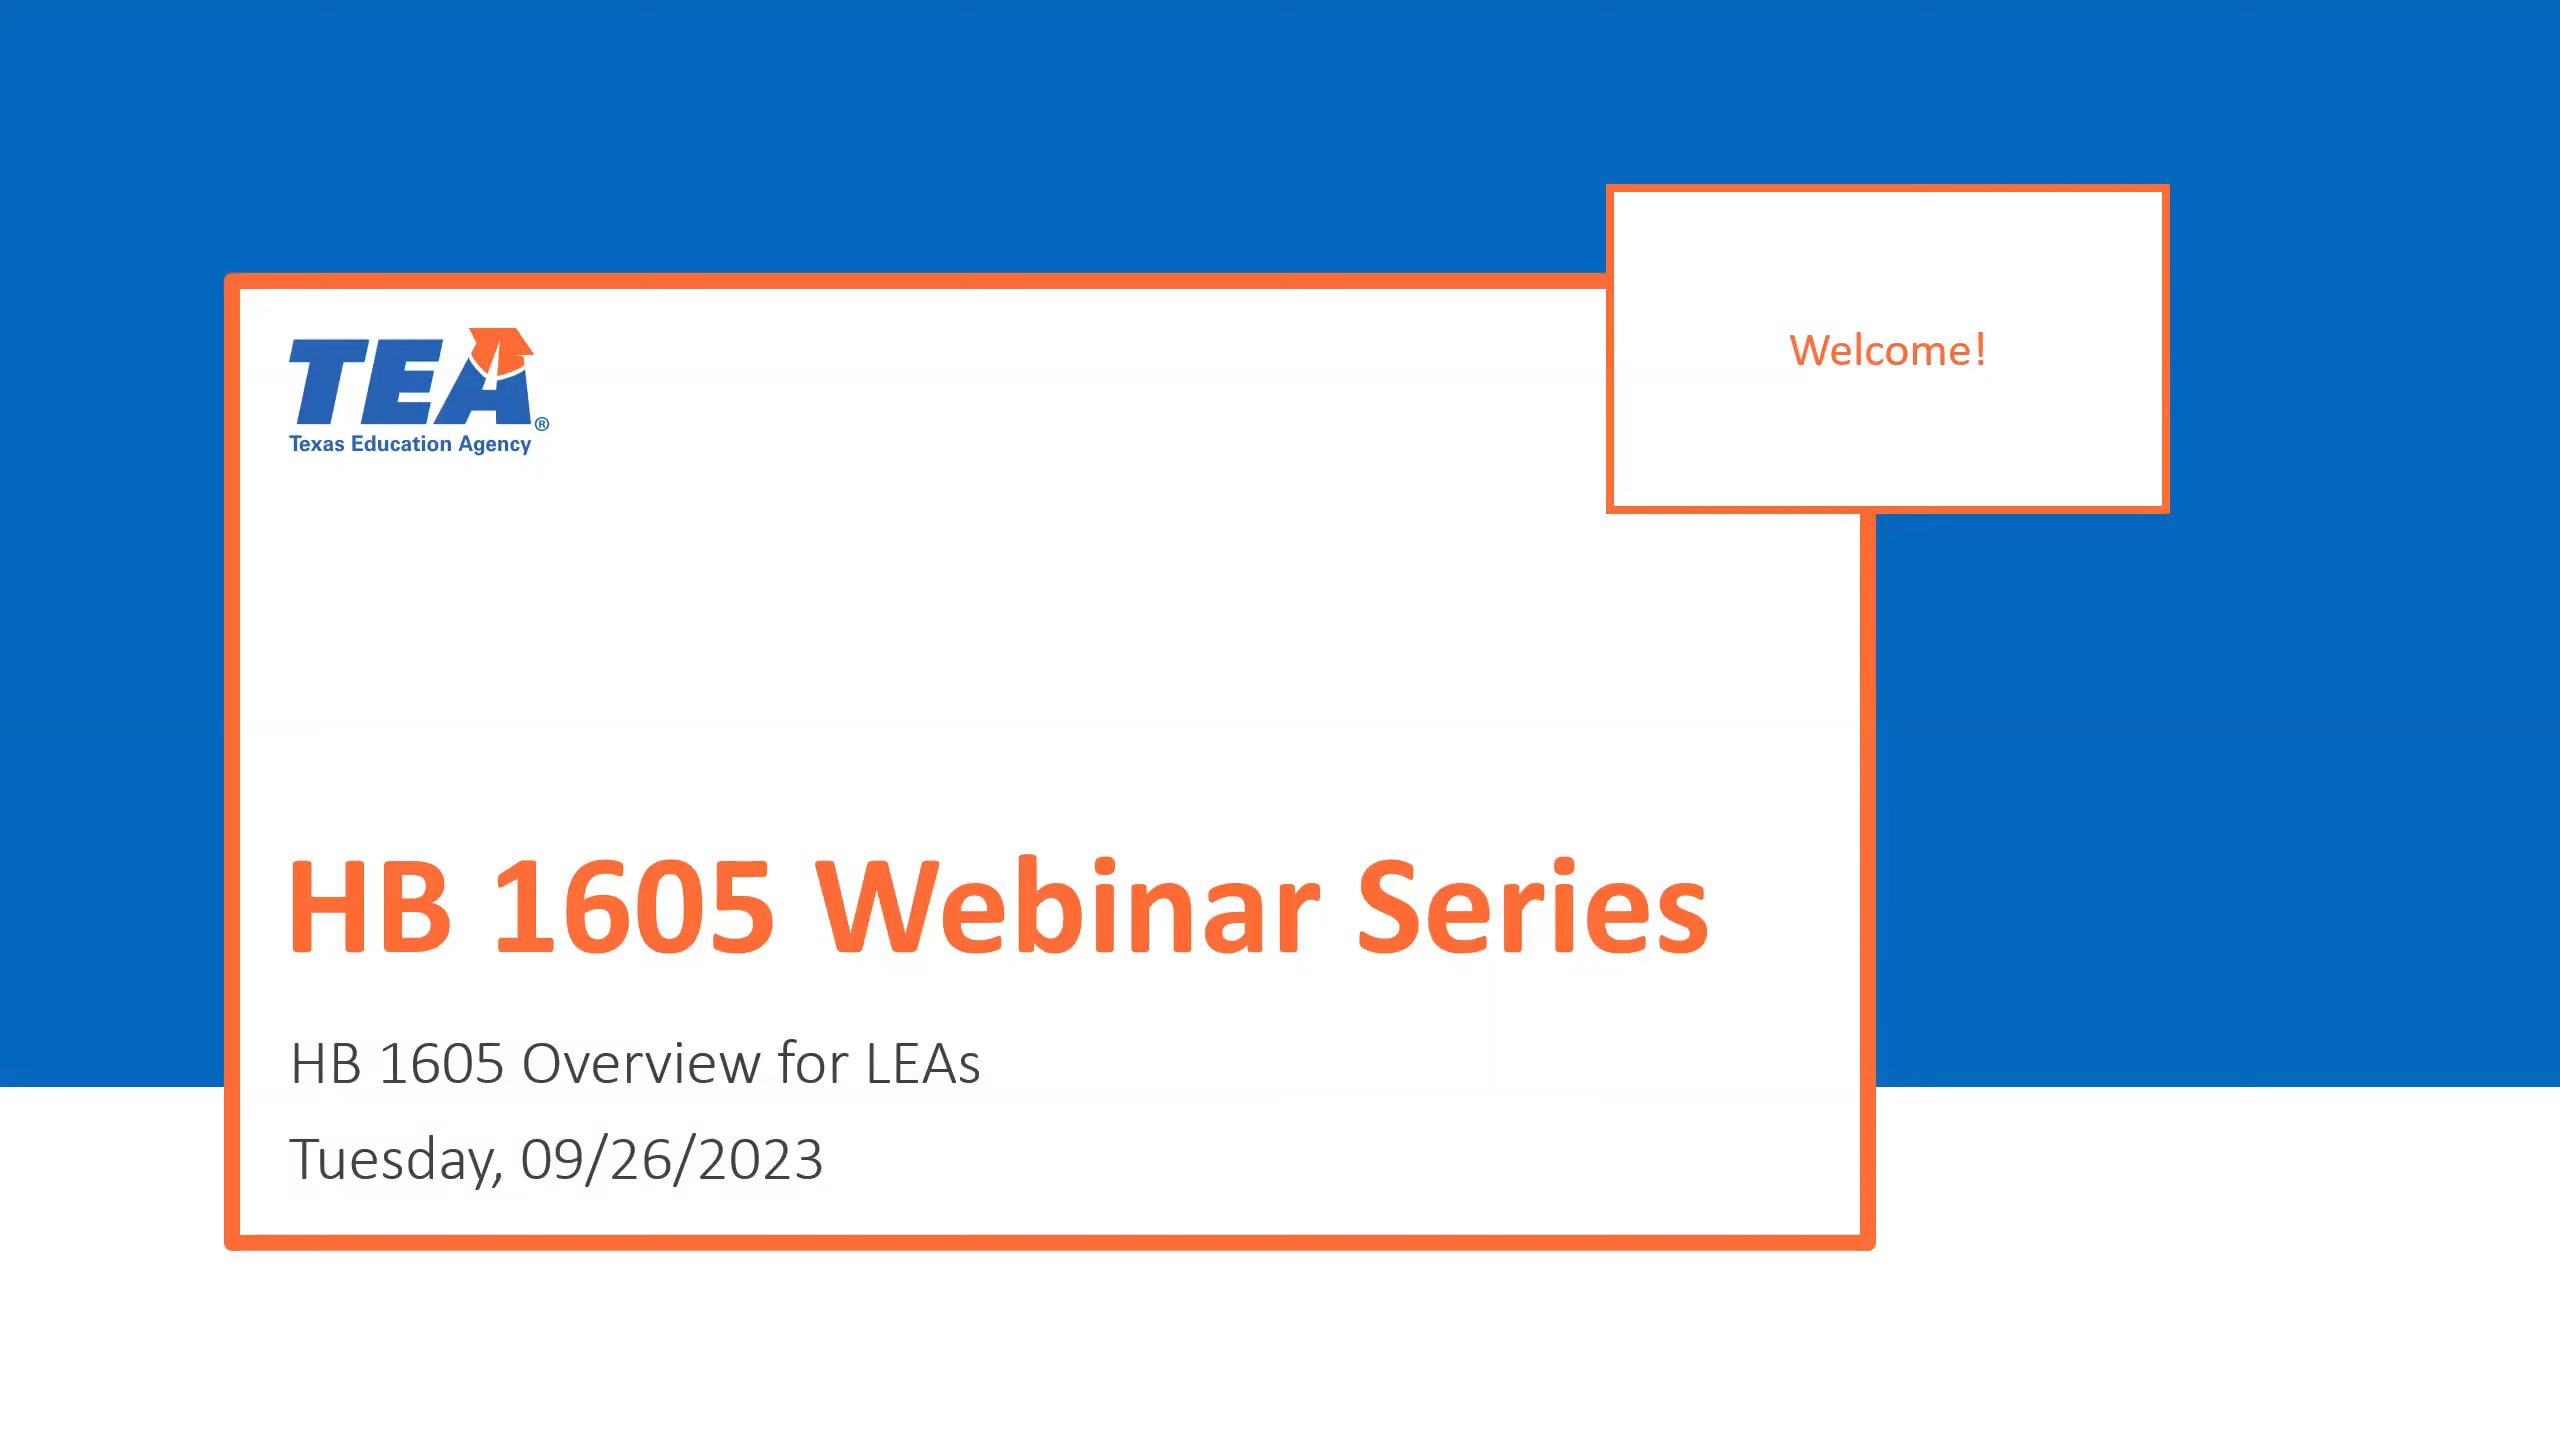 Welcome!
TEA®
Texas Education Agency
HB 1605 Webinar Series
HB 1605 Overview for LEAs
Tuesday, 09/26/2023